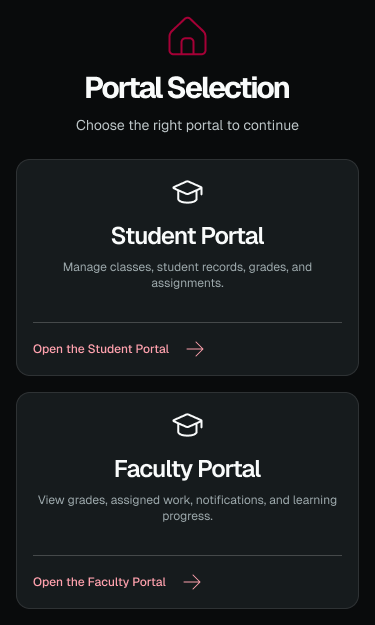 Portal Selection
Choose the right portal to continue
Student Portal
Manage classes, student records, grades, and
assignments.
Open the Student Portal
Faculty Portal
View grades, assigned work, notifications, and learning
progress.
Open the Faculty Portal